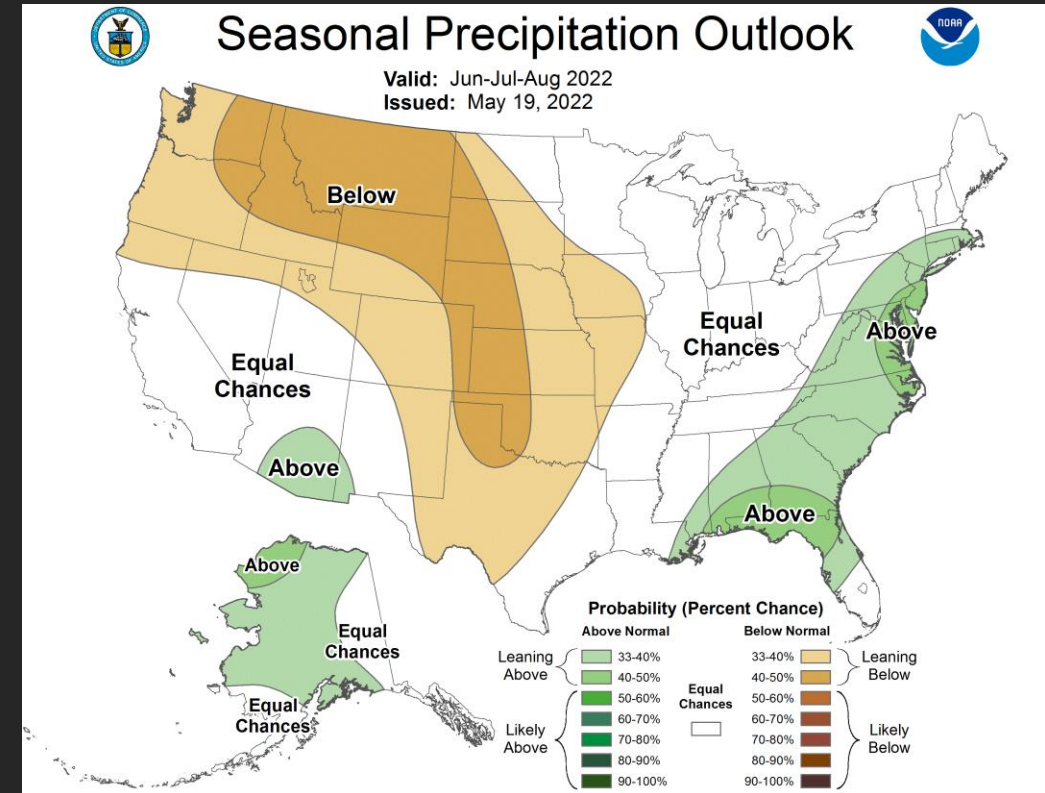 Seasonal Precipitation Outlook
NOAA
Valid: Jun-Jul-Aug 2022
Issued: May 19, 2022
Below
Equal
Chances
Equal
Chances
Above
Above
Above
Above
Equal
Chances
Equal
Chances
Probability (Percent Chance)
Above Normal
Below Normal
Leaning
Above
33-40%
40-50%
Likely
Above
50-60%
60-70%
70-80%
80-90%
90-100%
Equal
Chances
33-40%
40-50%
Leaning
Below
50-60%
60-70%
70-80%
80-90%
90-100%
Likely
Below